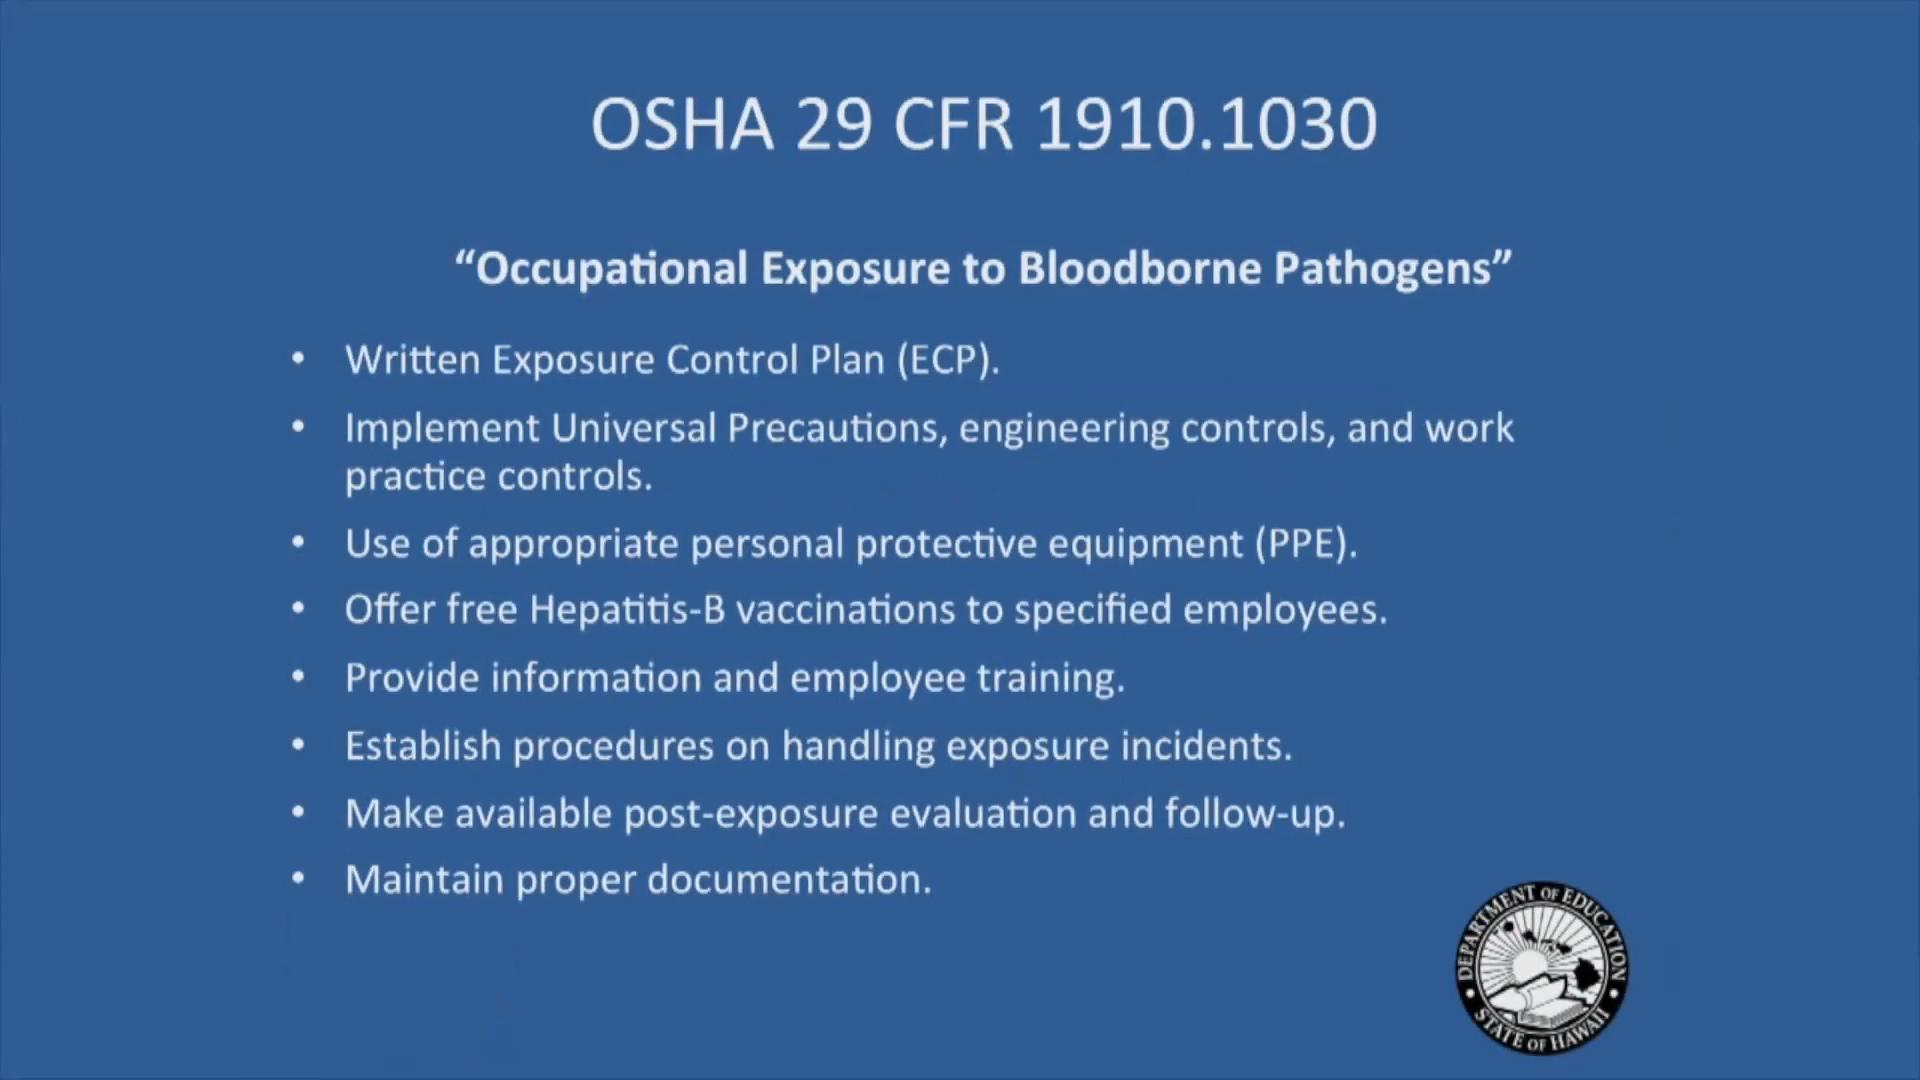 OSHA 29 CFR 1910.1030
“Occupational Exposure to Bloodborne Pathogens”
• Written Exposure Control Plan (ECP).
• Implement Universal Precautions, engineering controls, and work
practice controls.
• Use of appropriate personal protective equipment (PPE).
• Offer free Hepatitis-B vaccinations to specified employees.
• Provide information and employee training.
• Establish procedures on handling exposure incidents.
• Make available post-exposure evaluation and follow-up.
• Maintain proper documentation.
DEPARTMENT OF EDUCATION
• STATE OF HAWAII •